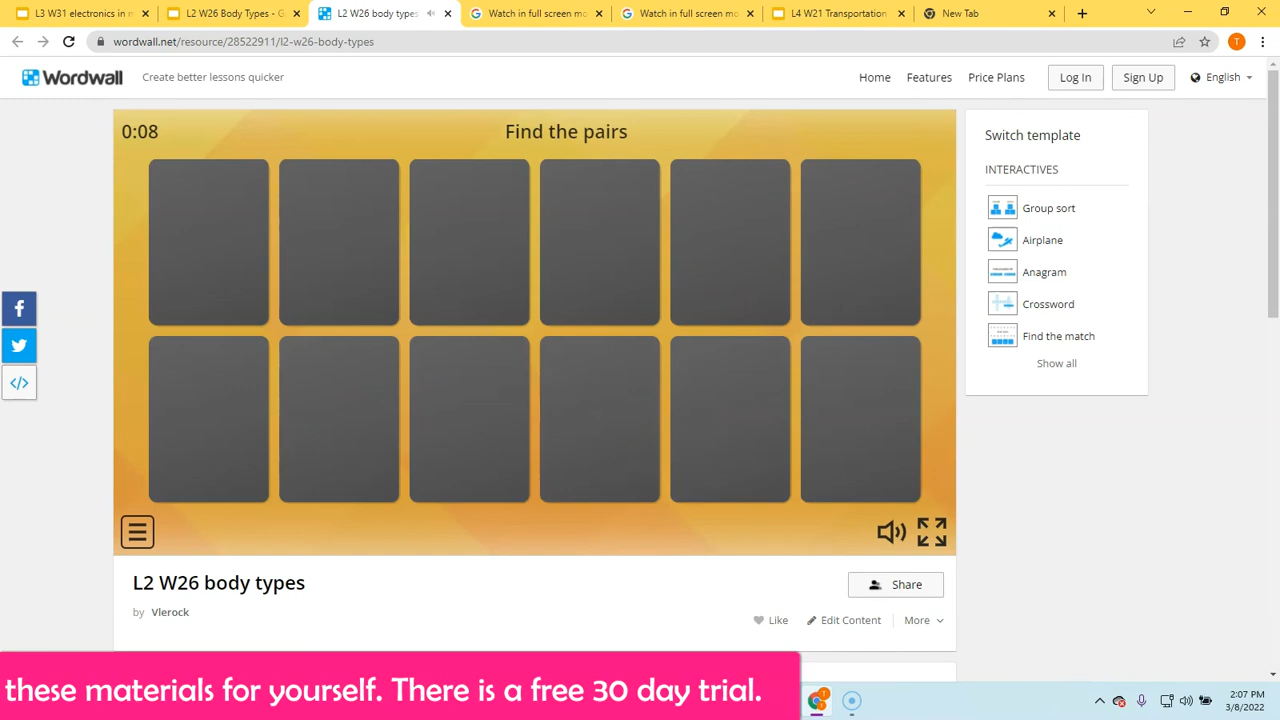 L3 W31 electronics in m
L2 W26 Body Types - G
L2 W26 body types
Watch in full screen mo
Watch in full screen mo
L4 W21 Transportation
New Tab
wordwall.net/resource/28522911/l2-w26-body-types
T
Wordwall
Create better lessons quicker
Home
Features
Price Plans
Log In
Sign Up
English
0:08
Find the pairs
Switch template
INTERACTIVES
Group sort
Airplane
Anagram
Crossword
Find the match
Show all
L2 W26 body types
Share
by Vlerock
Like
Edit Content
More
these materials for yourself. There is a free 30 day trial.
2:07 PM
3/8/2022